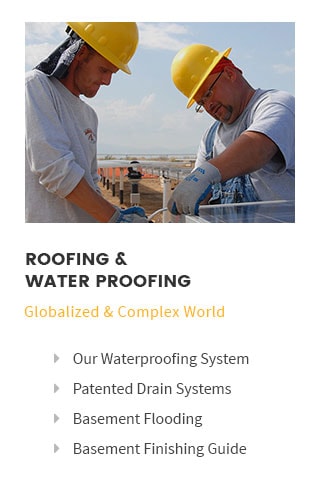 ROOFING &
WATER PROOFING
Globalized & Complex World
Our Waterproofing System
Patented Drain Systems
Basement Flooding
Basement Finishing Guide